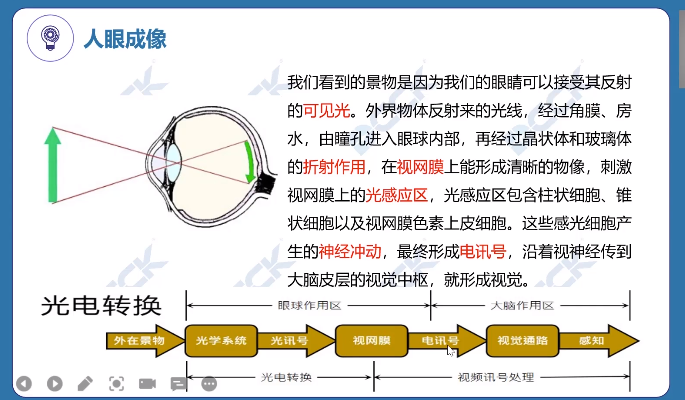 人眼成像
我们看到的景物是因为我们的眼睛可以接受其反射
的可见光。外界物体反射来的光线，经过角膜、房
水，由瞳孔进入眼球内部，再经过晶状体和玻璃体
的折射作用，在视网膜上能形成清晰的物像，刺激
视网膜上的光感应区，光感应区包含柱状细胞、锥
状细胞以及视网膜色素上皮细胞。这些感光细胞产
生的神经冲动，最终形成电讯号，沿着视神经传到
大脑皮层的视觉中枢，就形成视觉。
光电转换
眼球作用区
大脑作用区
外在景物
光学系统
光讯号
视网膜
电讯号
视觉通路
感知
光电转换
视频讯号处理